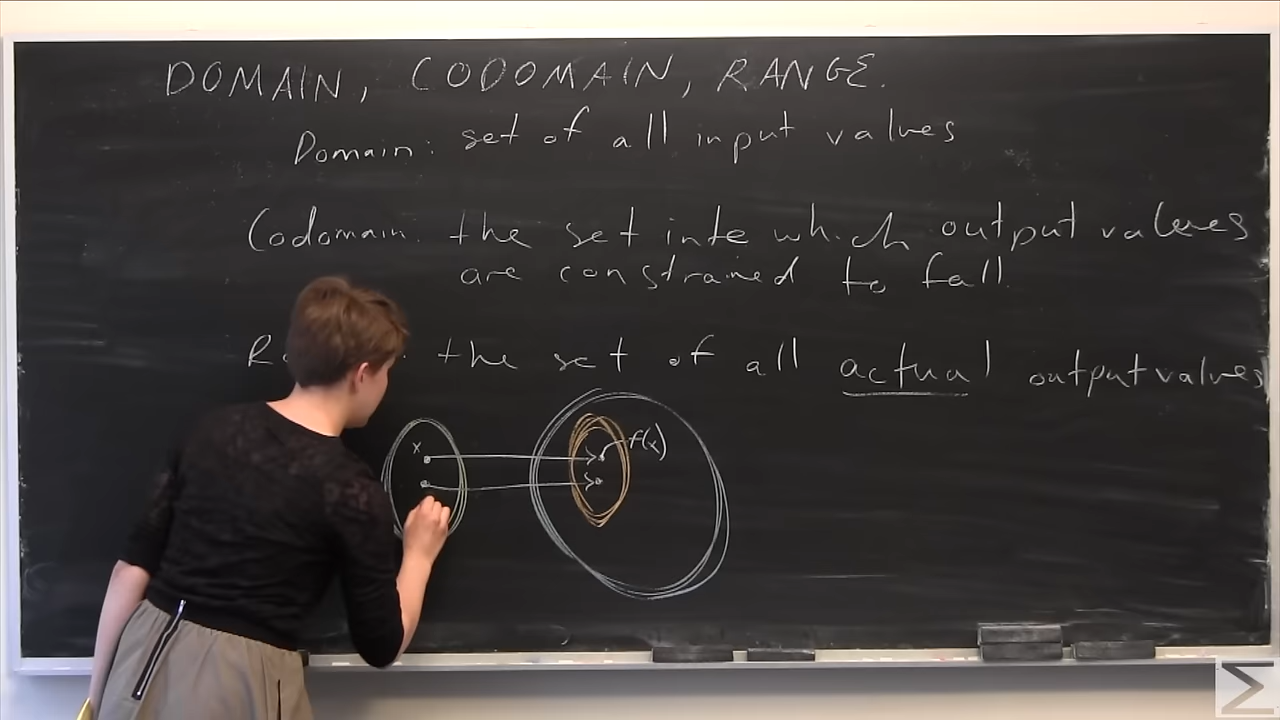 DOMAIN, CODOMAIN, RANGE.
Domain: set of all input values
Codomain: the set into which output values
are constrained to fall.
the set of all actual output values
x
f(x)
Σ